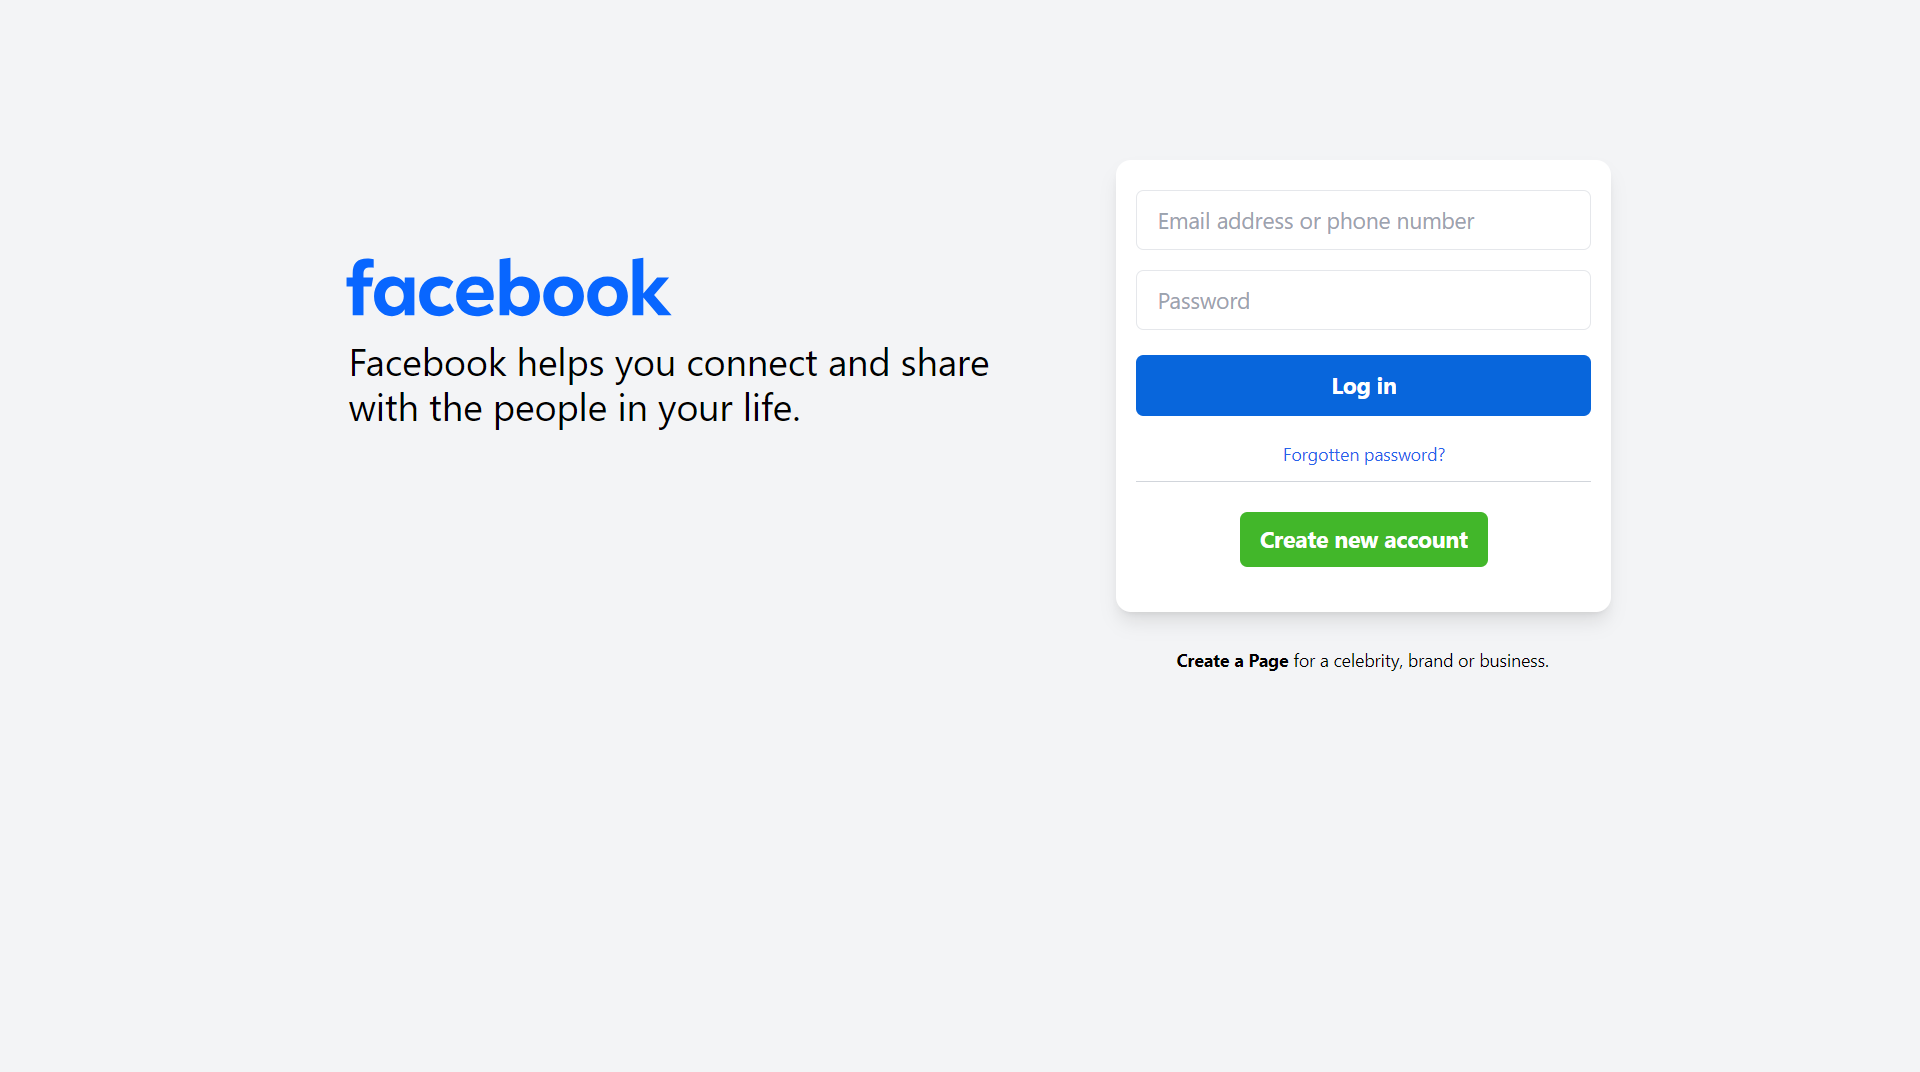 facebook
Facebook helps you connect and share
with the people in your life.
Email address or phone number
Password
Log in
Forgotten password?
Create new account
Create a Page for a celebrity, brand or business.